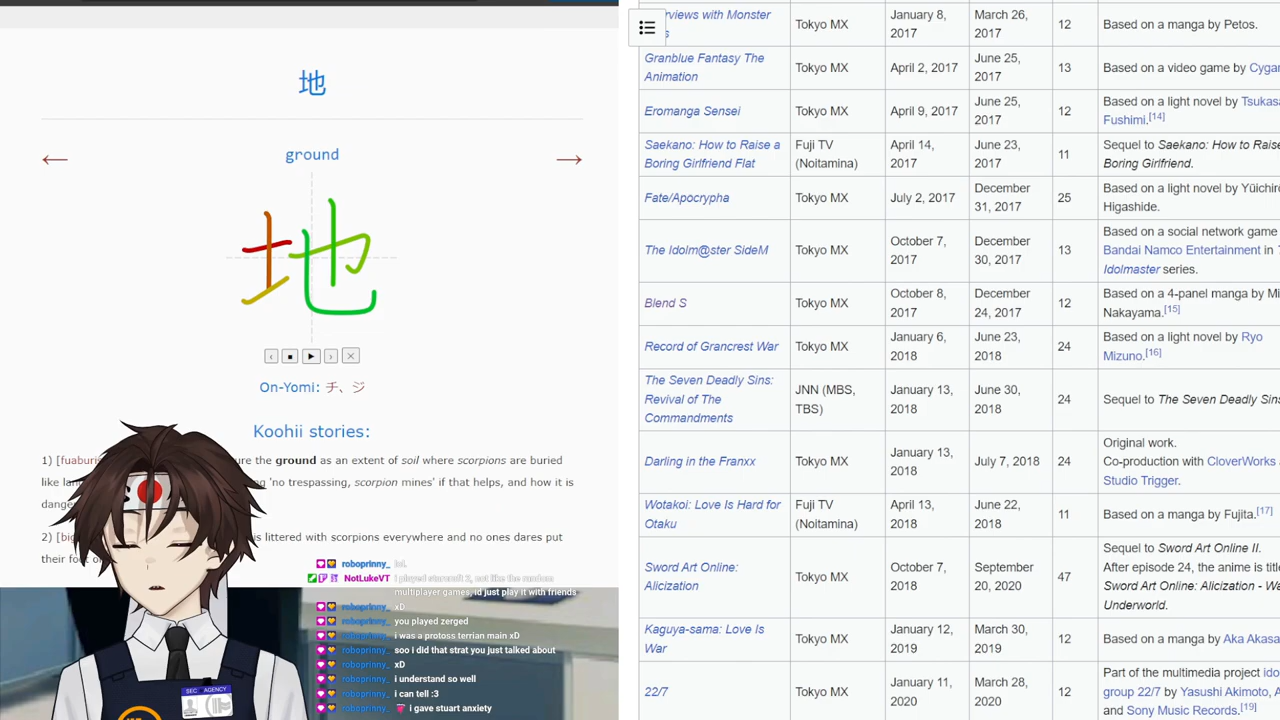 地
←
→
ground
地
On-Yomi: チ、ジ
Koohii stories:
1) [fuaburi
ure the ground as an extent of soil where scorpions are buried
like lan
ng 'no trespassing, scorpion mines' if that helps, and how it is
dange
2) [big
is littered with scorpions everywhere and no ones dares put
their foot o
roboprinny_ lol.
NotLukeVT i played starcraft 2, not like the random
multiplayer games, id just play it with friends
roboprinny_ xD
roboprinny_ you played zerged
roboprinny_ i was a protoss terrian main xD
roboprinny_ soo i did that strat you just talked about
roboprinny_ xD
roboprinny_ i understand so well
roboprinny_ i can tell :3
roboprinny_ i gave stuart anxiety
SEC AGENCY
rviews with Monster
s
Tokyo MX
January 8,
2017
March 26,
2017
12
Based on a manga by Petos.
Granblue Fantasy The
Animation
Tokyo MX
April 2, 2017
June 25,
2017
13
Based on a video game by Cygan
Eromanga Sensei
Tokyo MX
April 9, 2017
June 25,
2017
12
Based on a light novel by Tsukasa
Fushimi.[14]
Saekano: How to Raise a
Boring Girlfriend Flat
Fuji TV
(Noitamina)
April 14,
2017
June 23,
2017
11
Sequel to Saekano: How to Raise
Boring Girlfriend.
Fate/Apocrypha
Tokyo MX
July 2, 2017
December
31, 2017
25
Based on a light novel by Yūichiro
Higashide.
The Idolm@ster SideM
Tokyo MX
October 7,
2017
December
30, 2017
13
Based on a social network game
Bandai Namco Entertainment in
Idolmaster series.
Blend S
Tokyo MX
October 8,
2017
December
24, 2017
12
Based on a 4-panel manga by Mi
Nakayama.[15]
Record of Grancrest War
Tokyo MX
January 6,
2018
June 23,
2018
24
Based on a light novel by Ryo
Mizuno.[16]
The Seven Deadly Sins:
Revival of The
Commandments
JNN (MBS,
TBS)
January 13,
2018
June 30,
2018
24
Sequel to The Seven Deadly Sins
Darling in the Franxx
Tokyo MX
January 13,
2018
July 7, 2018
24
Original work.
Co-production with CloverWorks a
Studio Trigger.
Wotakoi: Love Is Hard for
Otaku
Fuji TV
(Noitamina)
April 13,
2018
June 22,
2018
11
Based on a manga by Fujita.[17]
Sword Art Online:
Alicization
Tokyo MX
October 7,
2018
September
20, 2020
47
Sequel to Sword Art Online II.
After episode 24, the anime is title
Sword Art Online: Alicization - W
Underworld.
Kaguya-sama: Love Is
War
Tokyo MX
January 12,
2019
March 30,
2019
12
Based on a manga by Aka Akasa
22/7
Tokyo MX
January 11,
2020
March 28,
2020
12
Part of the multimedia project ido
group 22/7 by Yasushi Akimoto, A
and Sony Music Records.[19]